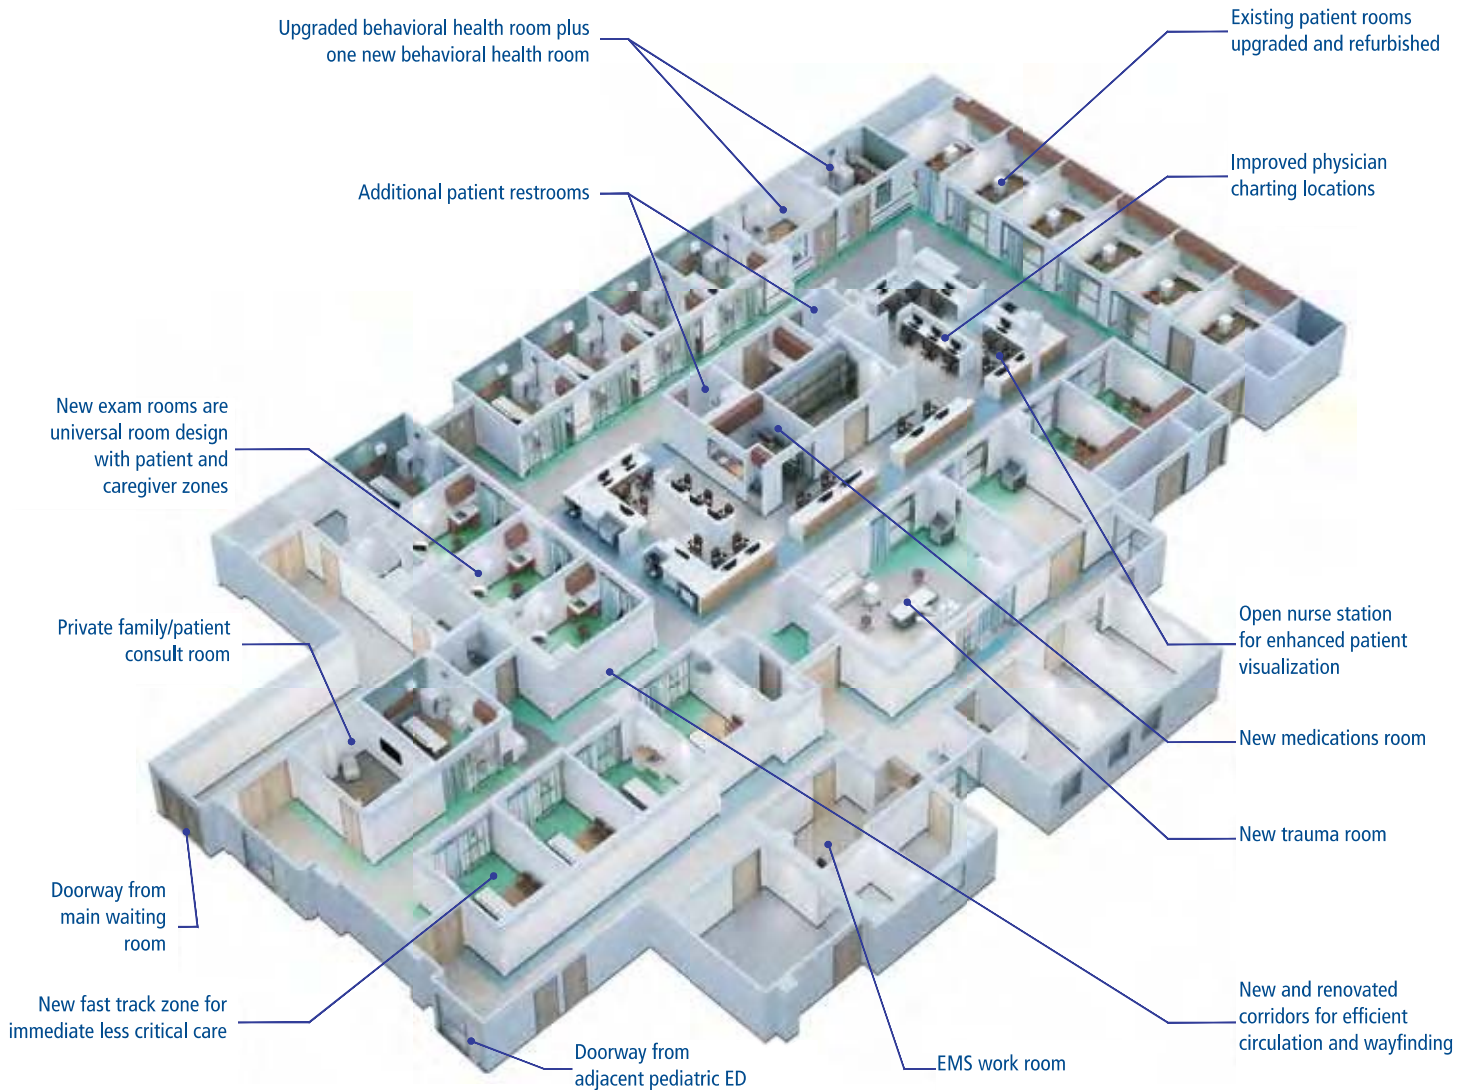 Upgraded behavioral health room plus
one new behavioral health room
Existing patient rooms
upgraded and refurbished
Additional patient restrooms
Improved physician
charting locations
New exam rooms are
universal room design
with patient and
caregiver zones
Private family/patient
consult room
Open nurse station
for enhanced patient
visualization
New medications room
New trauma room
Doorway from
main waiting
room
New fast track zone for
immediate less critical care
Doorway from
adjacent pediatric ED
EMS work room
New and renovated
corridors for efficient
circulation and wayfinding